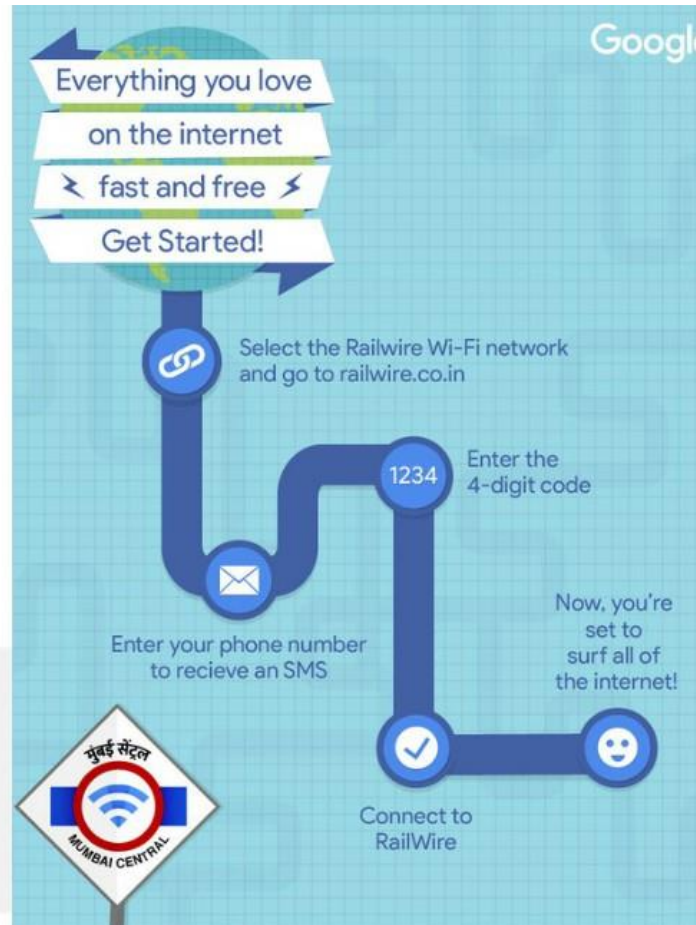 Google
Everything you love
on the internet
fast and free
Get Started!
Select the Railwire Wi-Fi network
and go to railwire.co.in
1234
Enter the
4-digit code
Enter your phone number
to recieve an SMS
Now, you're
set to
surf all of
the internet!
Connect to
RailWire
मुंबई सेंट्रल
MUMBAI CENTRAL